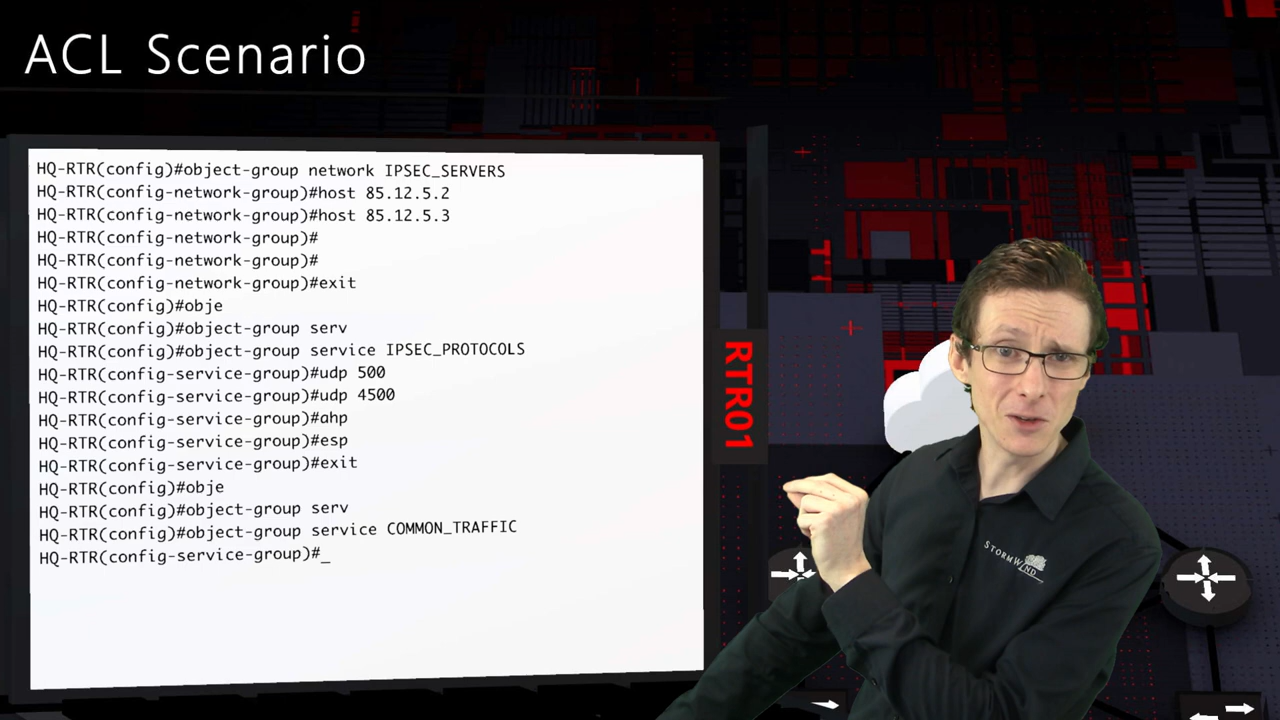 ACL Scenario
HQ-RTR(config)#object-group network IPSEC_SERVERS
HQ-RTR(config-network-group)#host 85.12.5.2
HQ-RTR(config-network-group)#host 85.12.5.3
HQ-RTR(config-network-group)#
HQ-RTR(config-network-group)#
HQ-RTR(config-network-group)#exit
HQ-RTR(config)#obje
HQ-RTR(config)#object-group serv
HQ-RTR(config)#object-group service IPSEC_PROTOCOLS
HQ-RTR(config-service-group)#udp 500
HQ-RTR(config-service-group)#udp 4500
HQ-RTR(config-service-group)#ahp
HQ-RTR(config-service-group)#esp
HQ-RTR(config-service-group)#exit
HQ-RTR(config)#obje
HQ-RTR(config)#object-group serv
HQ-RTR(config)#object-group service COMMON_TRAFFIC
HQ-RTR(config-service-group)#_
RTR01
STORMWIND